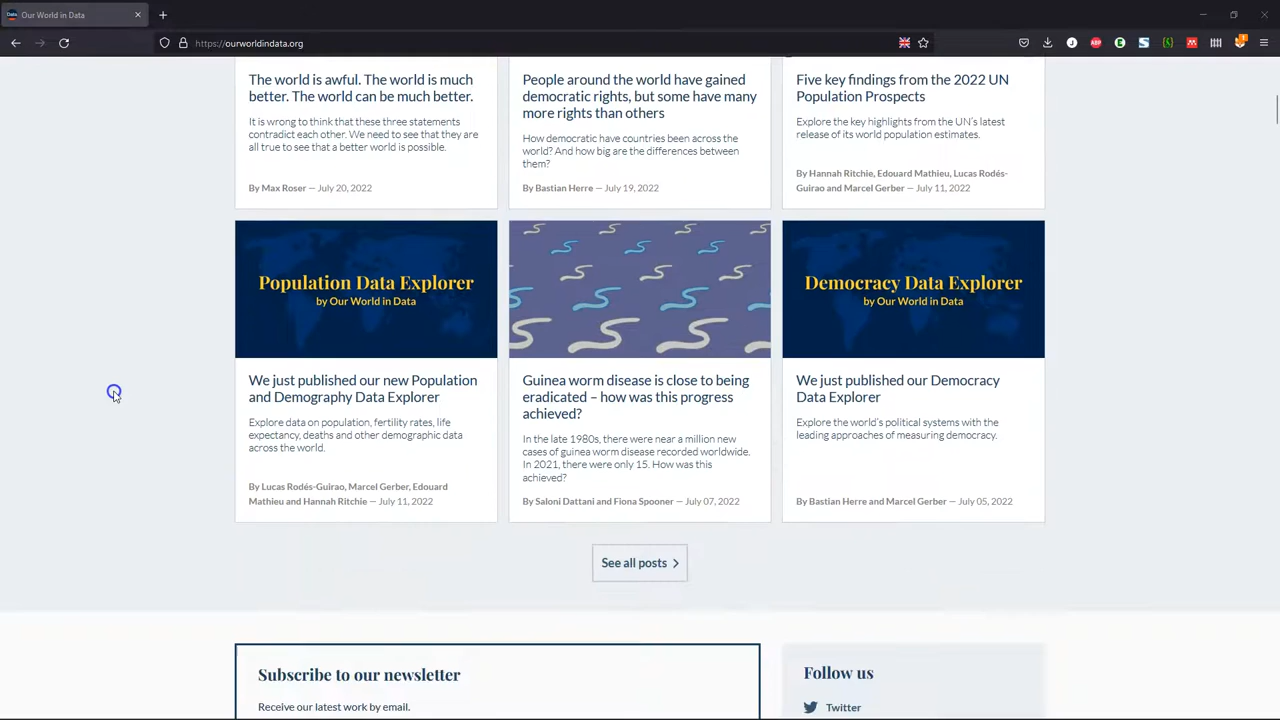 Our World in Data
https://ourworldindata.org
The world is awful. The world is much
better. The world can be much better.
It is wrong to think that these three statements
contradict each other. We need to see that they are
all true to see that a better world is possible.
By Max Roser — July 20, 2022
People around the world have gained
democratic rights, but some have many
more rights than others
How democratic have countries been across the
world? And how big are the differences between
them?
By Bastian Herre — July 19, 2022
Five key findings from the 2022 UN
Population Prospects
Explore the key highlights from the UN's latest
release of its world population estimates.
By Hannah Ritchie, Edouard Mathieu, Lucas Rodés-
Guirao and Marcel Gerber — July 11, 2022
Population Data Explorer
by Our World in Data
We just published our new Population
and Demography Data Explorer
Explore data on population, fertility rates, life
expectancy, deaths and other demographic data
across the world.
By Lucas Rodés-Guirao, Marcel Gerber, Edouard
Mathieu and Hannah Ritchie — July 11, 2022
Guinea worm disease is close to being
eradicated – how was this progress
achieved?
In the late 1980s, there were near a million new
cases of guinea worm disease recorded worldwide.
In 2021, there were only 15. How was this
achieved?
By Saloni Dattani and Fiona Spooner — July 07, 2022
Democracy Data Explorer
by Our World in Data
We just published our Democracy
Data Explorer
Explore the world's political systems with the
leading approaches of measuring democracy.
By Bastian Herre and Marcel Gerber — July 05, 2022
See all posts
Subscribe to our newsletter
Receive our latest work by email.
Follow us
Twitter